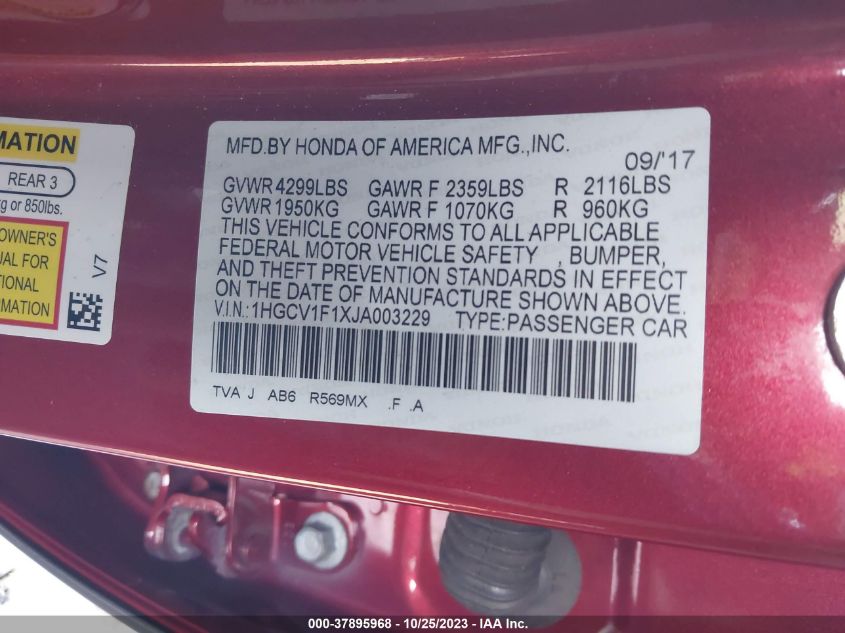 MATION
REAR 3
kg or 850lbs.
OWNER'S
UAL FOR
TIONAL
RMATION
V7
MFD.BY HONDA OF AMERICA MFG.,INC.
09/'17
GVWR 4299LBS GAWR F 2359LBS R 2116LBS
GVWR 1950KG GAWR F 1070KG R 960KG
THIS VEHICLE CONFORMS TO ALL APPLICABLE
FEDERAL MOTOR VEHICLE SAFETY , BUMPER,
AND THEFT PREVENTION STANDARDS IN EFFECT
ON THE DATE OF MANUFACTURE SHOWN ABOVE.
V.I.N.:1HGCV1F1XJA003229 TYPE:PASSENGER CAR
TVA J AB6 R569MX .F .A
000-37895968 - 10/25/2023 - IAA Inc.